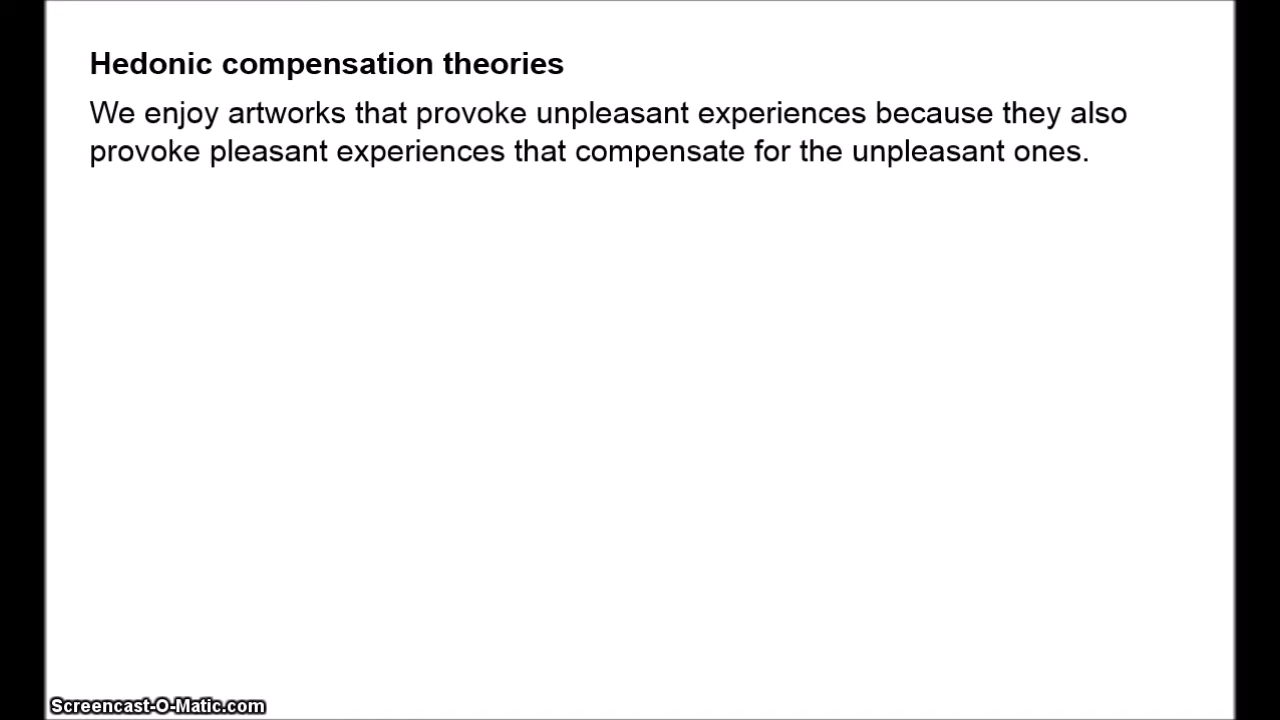 Hedonic compensation theories
We enjoy artworks that provoke unpleasant experiences because they also
provoke pleasant experiences that compensate for the unpleasant ones.
Screencast-O-Matic.com